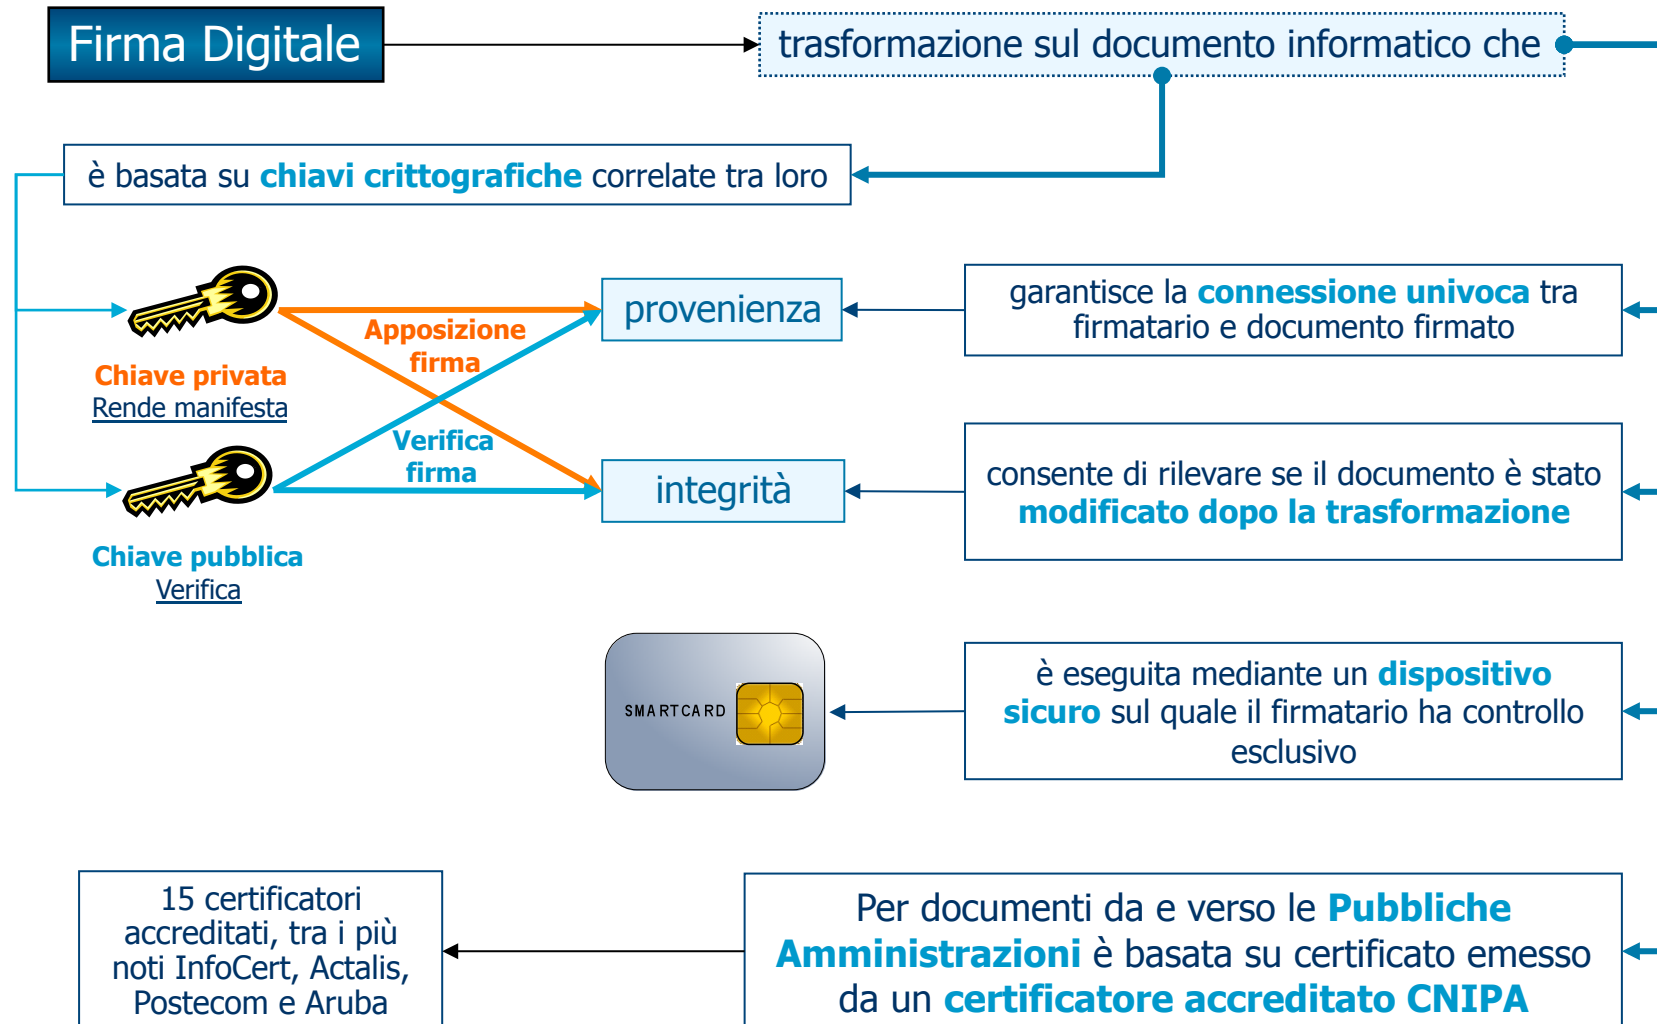 Firma Digitale
trasformazione sul documento informatico che
è basata su chiavi crittografiche correlate tra loro
Chiave privata
Rende manifesta
Chiave pubblica
Verifica
Apposizione
firma
Verifica
firma
provenienza
garantisce la connessione univoca tra
firmatario e documento firmato
integrità
consente di rilevare se il documento è stato
modificato dopo la trasformazione
SMARTCARD
è eseguita mediante un dispositivo
sicuro sul quale il firmatario ha controllo
esclusivo
15 certificatori
accreditati, tra i più
noti InfoCert, Actalis,
Postecom e Aruba
Per documenti da e verso le Pubbliche
Amministrazioni è basata su certificato emesso
da un certificatore accreditato CNIPA